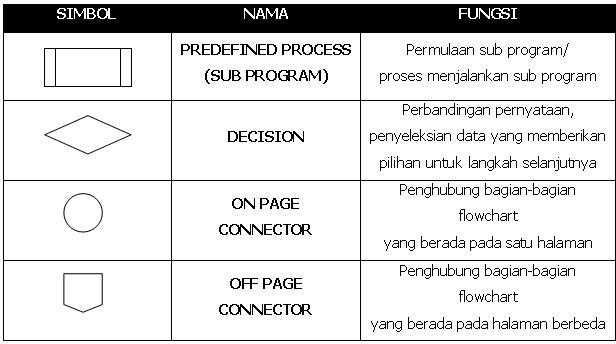 SIMBOL NAMA FUNGSI
PREDEFINED PROCESS
(SUB PROGRAM)
Permulaan sub program/
proses menjalankan sub program
DECISION
Perbandingan pernyataan,
penyeleksian data yang memberikan
pilihan untuk langkah selanjutnya
ON PAGE
CONNECTOR
Penghubung bagian-bagian
flowchart
yang berada pada satu halaman
OFF PAGE
CONNECTOR
Penghubung bagian-bagian
flowchart
yang berada pada halaman berbeda